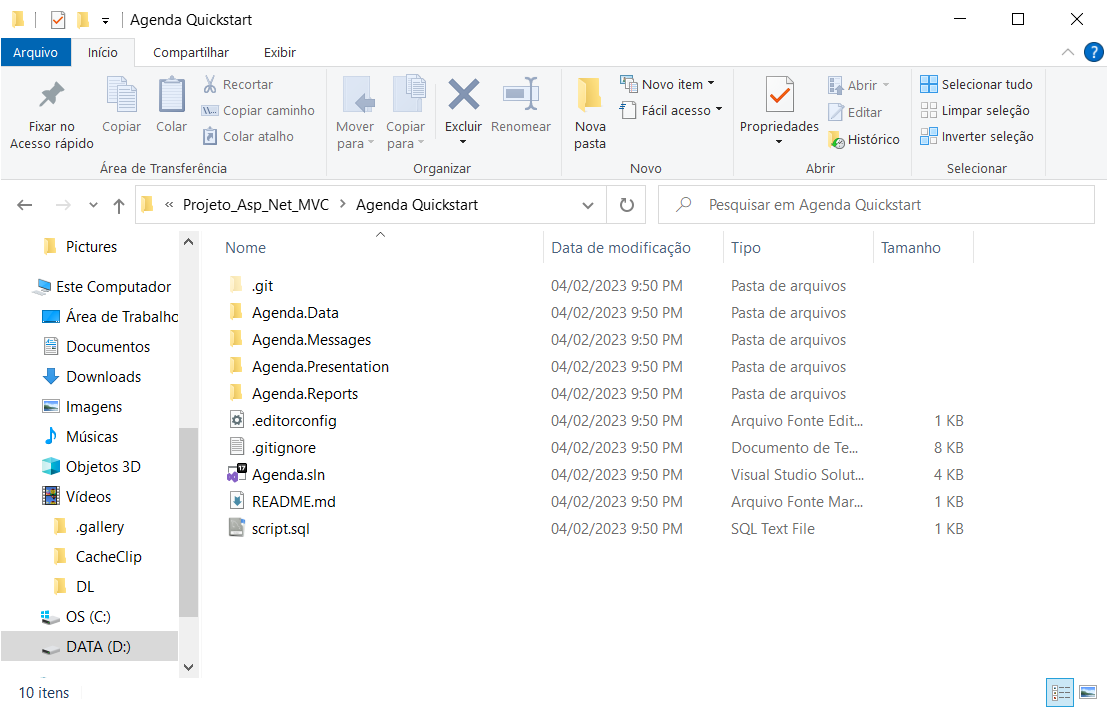 Agenda Quickstart
Arquivo Início Compartilhar Exibir ?
Fixar no Acesso rápido
Copiar
Colar
Recortar
Copiar caminho
Colar atalho
Área de Transferência
Mover para
Copiar para
Excluir
Renomear
Organizar
Nova pasta
Novo item
Fácil acesso
Novo
Propriedades
Abrir
Editar
Histórico
Abrir
Selecionar tudo
Limpar seleção
Inverter seleção
Selecionar
« Projeto_Asp_Net_MVC > Agenda Quickstart
Pesquisar em Agenda Quickstart
Pictures
Este Computador
Área de Trabalho
Documentos
Downloads
Imagens
Músicas
Objetos 3D
Vídeos
.gallery
CacheClip
DL
OS (C:)
DATA (D:)
Nome Data de modificação Tipo Tamanho
.git 04/02/2023 9:50 PM Pasta de arquivos
Agenda.Data 04/02/2023 9:50 PM Pasta de arquivos
Agenda.Messages 04/02/2023 9:50 PM Pasta de arquivos
Agenda.Presentation 04/02/2023 9:50 PM Pasta de arquivos
Agenda.Reports 04/02/2023 9:50 PM Pasta de arquivos
.editorconfig 04/02/2023 9:50 PM Arquivo Fonte Edit... 1 KB
.gitignore 04/02/2023 9:50 PM Documento de Te... 8 KB
Agenda.sln 04/02/2023 9:50 PM Visual Studio Solut... 4 KB
README.md 04/02/2023 9:50 PM Arquivo Fonte Mar... 1 KB
script.sql 04/02/2023 9:50 PM SQL Text File 1 KB
10 itens